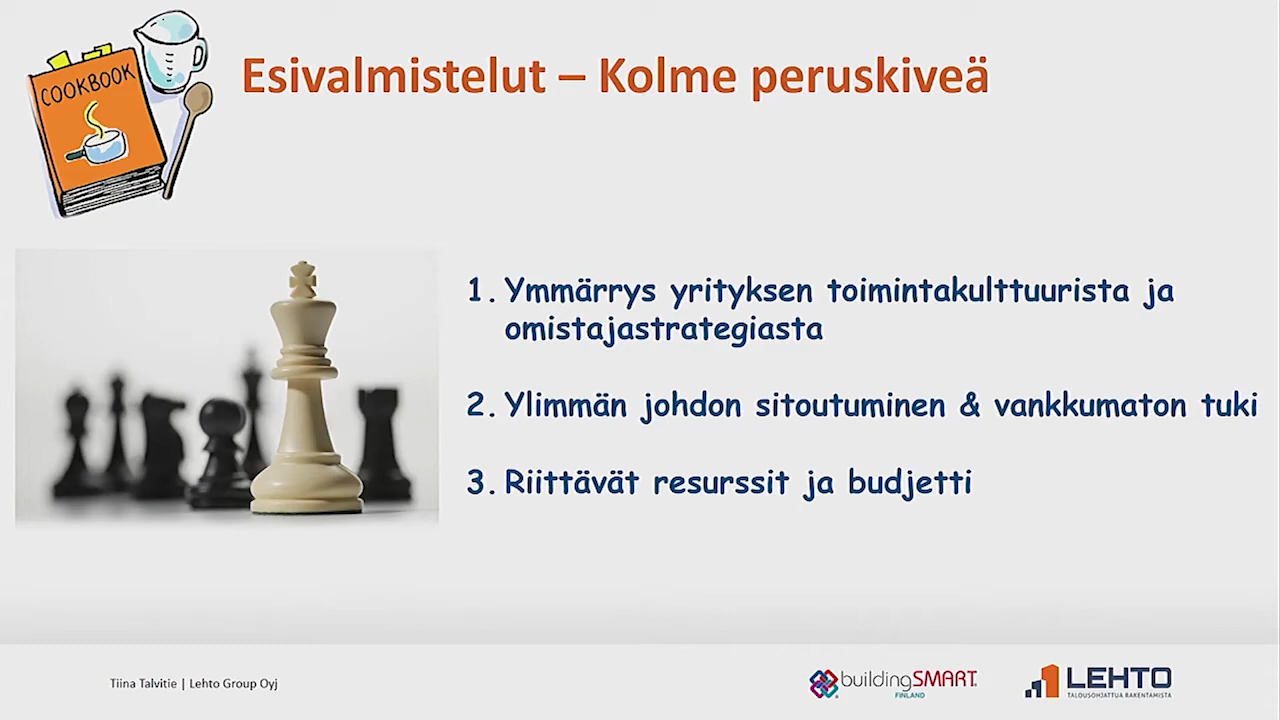 COOKBOOK
Esivalmistelut – Kolme peruskiveä
1. Ymmärrys yrityksen toimintakulttuurista ja
omistajastrategiasta
2. Ylimmän johdon sitoutuminen & vankkumaton tuki
3. Riittävät resurssit ja budjetti
Tiina Talvitie | Lehto Group Oyj
buildingSMART
FINLAND
LEHTO
TALOUSOHJATTUA RAKENTAMISTA